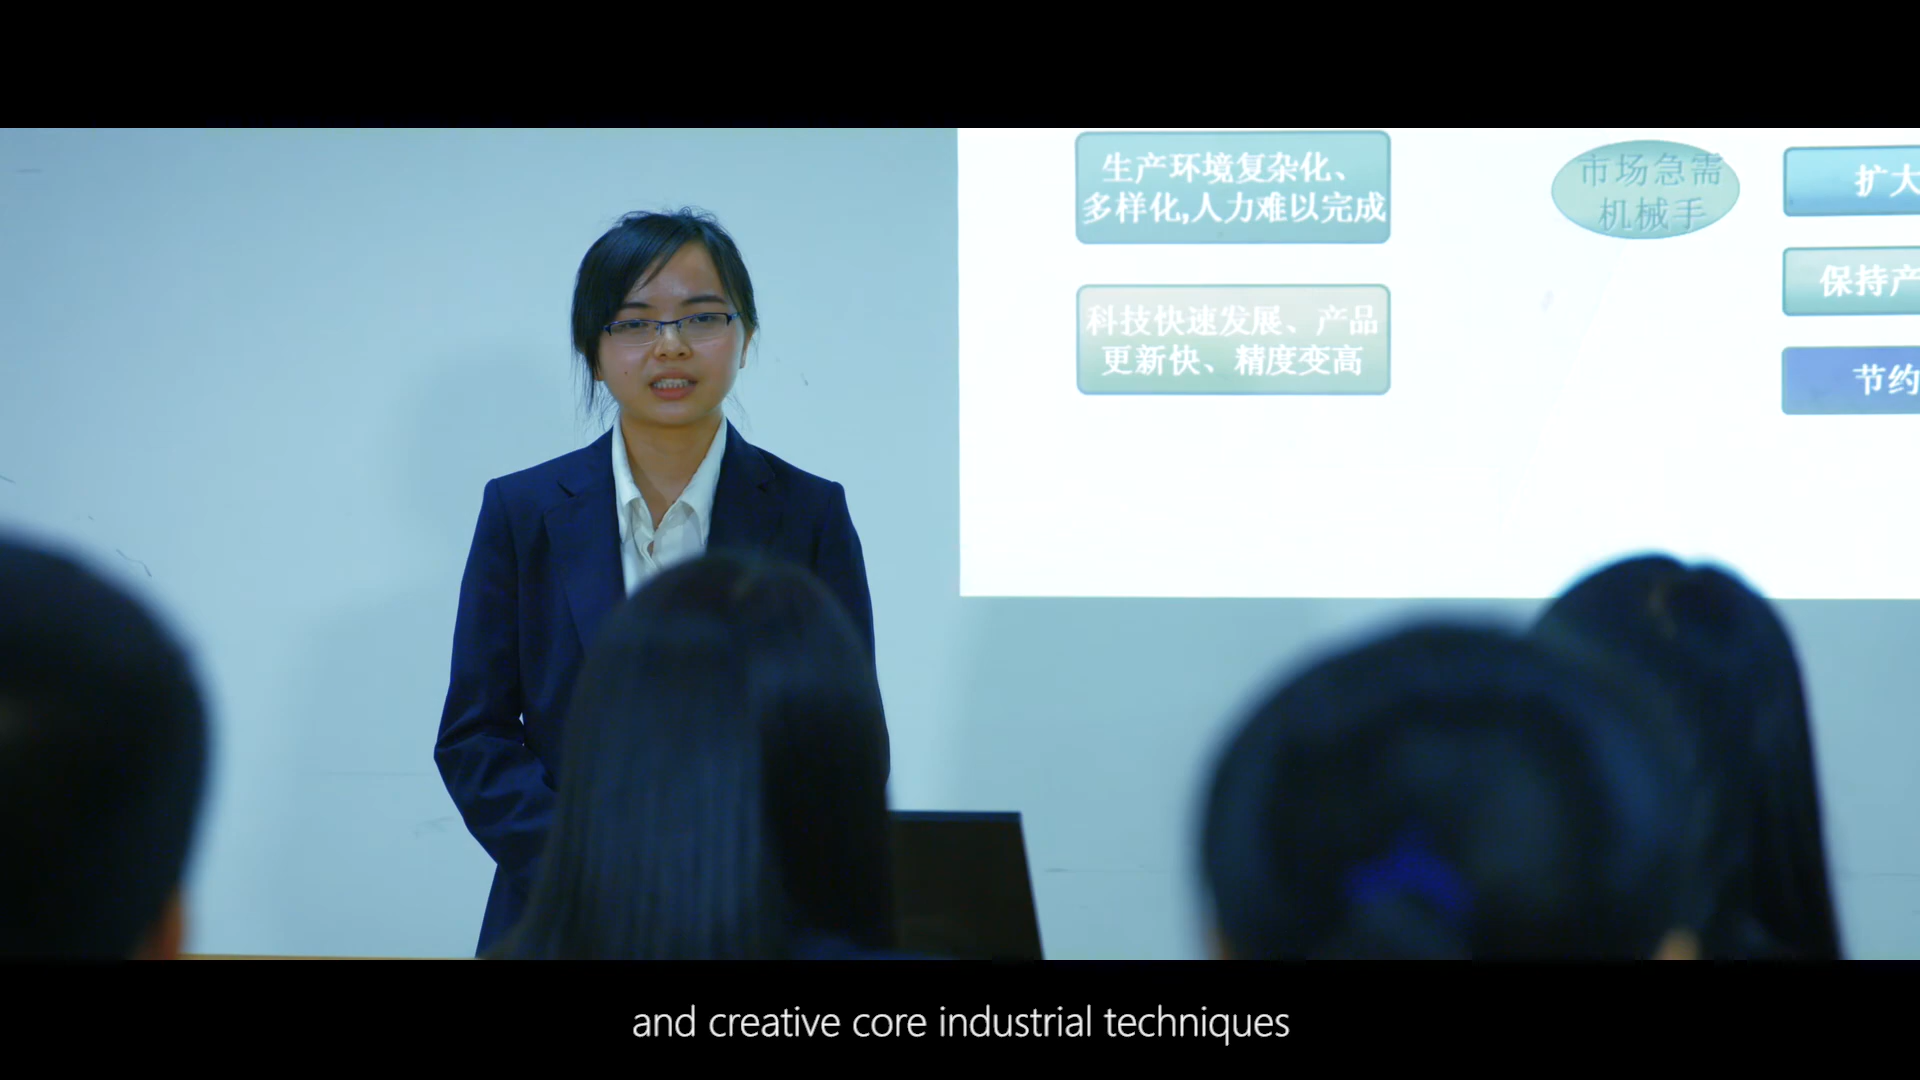 生产环境复杂化、
多样化,人力难以完成
科技快速发展、产品
更新快、精度变高
市场急需
机械手
扩大
保持产
节约
and creative core industrial techniques